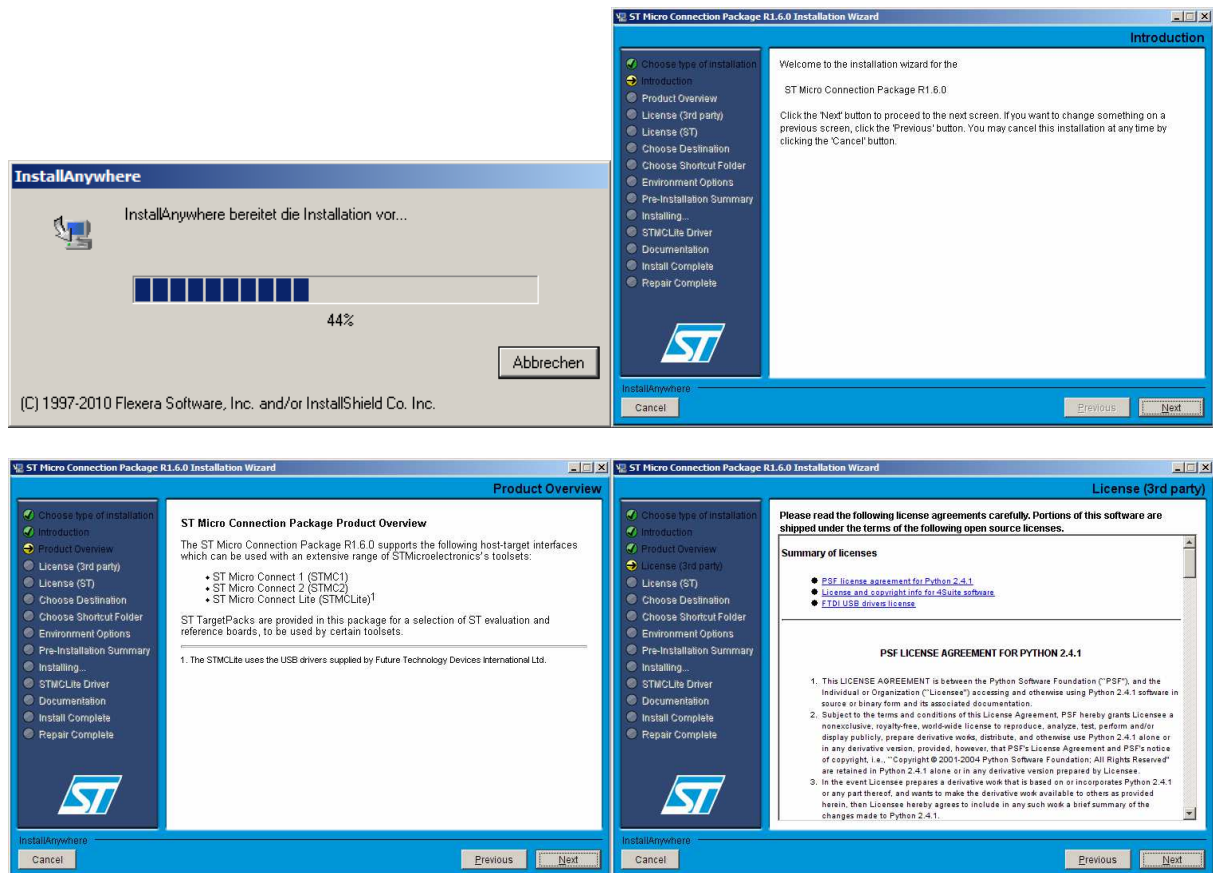 InstallAnywhere
InstallAnywhere bereitet die Installation vor...
44%
Abbrechen
(C) 1997-2010 Flexera Software, Inc. and/or InstallShield Co. Inc.
ST Micro Connection Package R1.6.0 Installation Wizard
Introduction
Choose type of installation
Introduction
Product Overview
License (3rd party)
License (ST)
Choose Destination
Choose Shortcut Folder
Environment Options
Pre-Installation Summary
Installing...
STMCLite Driver
Documentation
Install Complete
Repair Complete
ST
Welcome to the installation wizard for the
ST Micro Connection Package R1.6.0
Click the 'Next' button to proceed to the next screen. If you want to change something on a
previous screen, click the 'Previous' button. You may cancel this installation at any time by
clicking the 'Cancel' button.
InstallAnywhere
Cancel
Previous
Next
ST Micro Connection Package R1.6.0 Installation Wizard
Product Overview
Choose type of installation
Introduction
Product Overview
License (3rd party)
License (ST)
Choose Destination
Choose Shortcut Folder
Environment Options
Pre-Installation Summary
Installing...
STMCLite Driver
Documentation
Install Complete
Repair Complete
ST
ST Micro Connection Package Product Overview
The ST Micro Connection Package R1.6.0 supports the following host-target interfaces
which can be used with an extensive range of STMicroelectronics's toolsets:
• ST Micro Connect 1 (STMC1)
• ST Micro Connect 2 (STMC2)
• ST Micro Connect Lite (STMCLite)1
ST TargetPacks are provided in this package for a selection of ST evaluation and
reference boards, to be used by certain toolsets.
1. The STMCLite uses the USB drivers supplied by Future Technology Devices International Ltd.
InstallAnywhere
Cancel
Previous
Next
ST Micro Connection Package R1.6.0 Installation Wizard
License (3rd party)
Choose type of installation
Introduction
Product Overview
License (3rd party)
License (ST)
Choose Destination
Choose Shortcut Folder
Environment Options
Pre-Installation Summary
Installing...
STMCLite Driver
Documentation
Install Complete
Repair Complete
ST
Please read the following license agreements carefully. Portions of this software are
shipped under the terms of the following open source licenses.
Summary of licenses
• PSF license agreement for Python 2.4.1
• License and copyright info for 4Suite software
• FTDI USB drivers license
PSF LICENSE AGREEMENT FOR PYTHON 2.4.1
1. This LICENSE AGREEMENT is between the Python Software Foundation ("PSF"), and the
Individual or Organization ("Licensee") accessing and otherwise using Python 2.4.1 software in
source or binary form and its associated documentation.
2. Subject to the terms and conditions of this License Agreement, PSF hereby grants Licensee a
nonexclusive, royalty-free, world-wide license to reproduce, analyze, test, perform and/or
display publicly, prepare derivative works, distribute, and otherwise use Python 2.4.1 alone or
in any derivative version, provided, however, that PSF's License Agreement and PSF's notice
of copyright, i.e., "Copyright © 2001-2004 Python Software Foundation; All Rights Reserved"
are retained in Python 2.4.1 alone or in any derivative version prepared by Licensee.
3. In the event Licensee prepares a derivative work that is based on or incorporates Python 2.4.1
or any part thereof, and wants to make the derivative work available to others as provided
herein, then Licensee hereby agrees to include in any such work a brief summary of the
changes made to Python 2.4.1.
InstallAnywhere
Cancel
Previous
Next